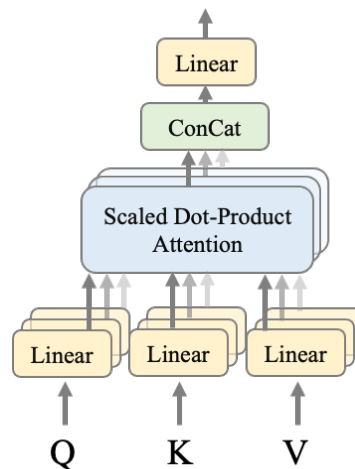 Linear
ConCat
Scaled Dot-Product
Attention
Linear Linear Linear
Q K V